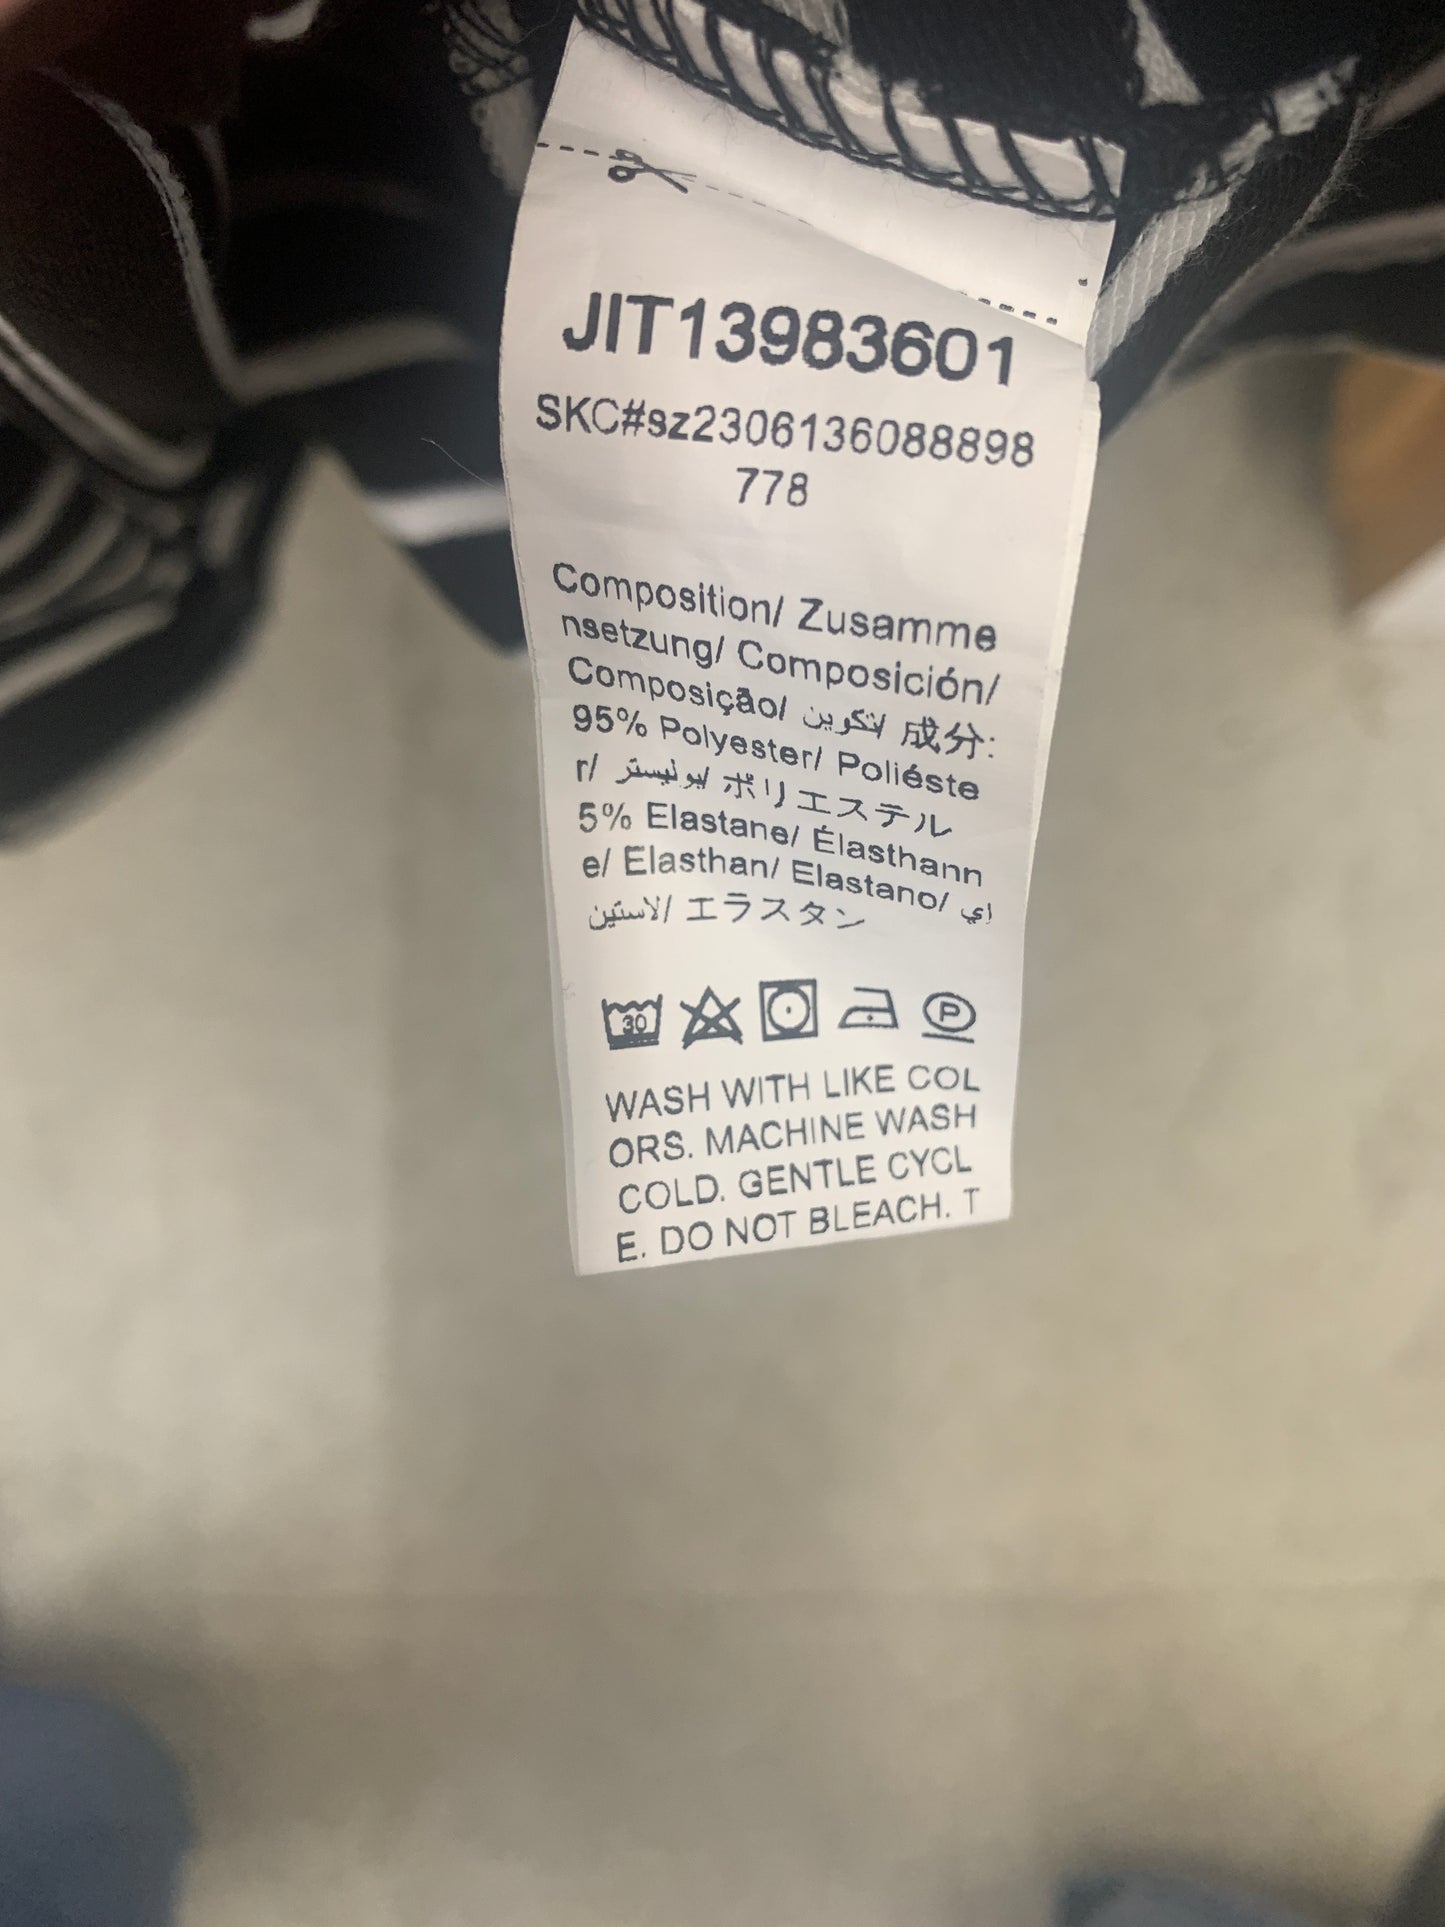 JIT13983601
SKC#sz2306136088898
778
Composition/ Zusamme
nsetzung/ Composición/
Composição/ لتكوين/ 成分:
95% Polyester/ Poliéste
r/ بوليستر/ ポリエステル
5% Elastane/ Élasthann
e/ Elasthan/ Elastano/ إي
لاستين/ エラスタン
30 P
WASH WITH LIKE COL
ORS. MACHINE WASH
COLD. GENTLE CYCL
E. DO NOT BLEACH. T